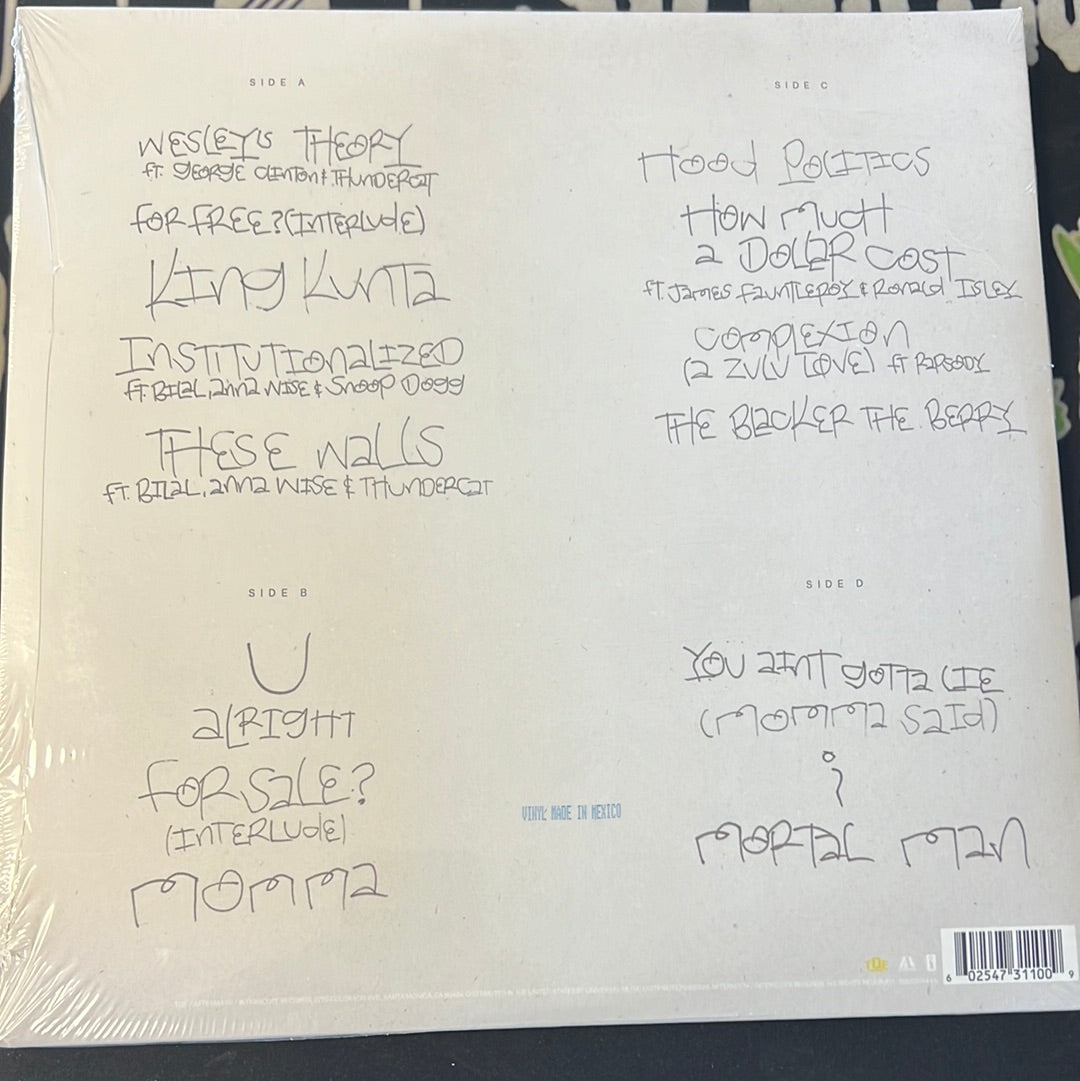 SIDE A
WESLEY'S THEORY
FT. GEORGE CLINTON & THUNDERCAT
FOR FREE? (INTERLUDE)
KING KUNTA
INSTITUTIONALIZED
FT. BILAL, ANNA WISE & SNOOP DOGG
THESE WALLS
FT. BILAL, ANNA WISE & THUNDERCAT
SIDE B
U
ALRIGHT
FOR SALE?
(INTERLUDE)
MOMMA
SIDE C
HOOD POLITICS
HOW MUCH
A DOLLAR COST
FT. JAMES FAUNTLEROY & RONALD ISLEY
COMPLEXION
(A ZULU LOVE) FT RAPSODY
THE BLACKER THE BERRY
SIDE D
YOU AINT GOTTA LIE
(MOMMA SAID)
i
MORTAL MAN
VINYL MADE IN MEXICO
TDE
6 02547 31100 9